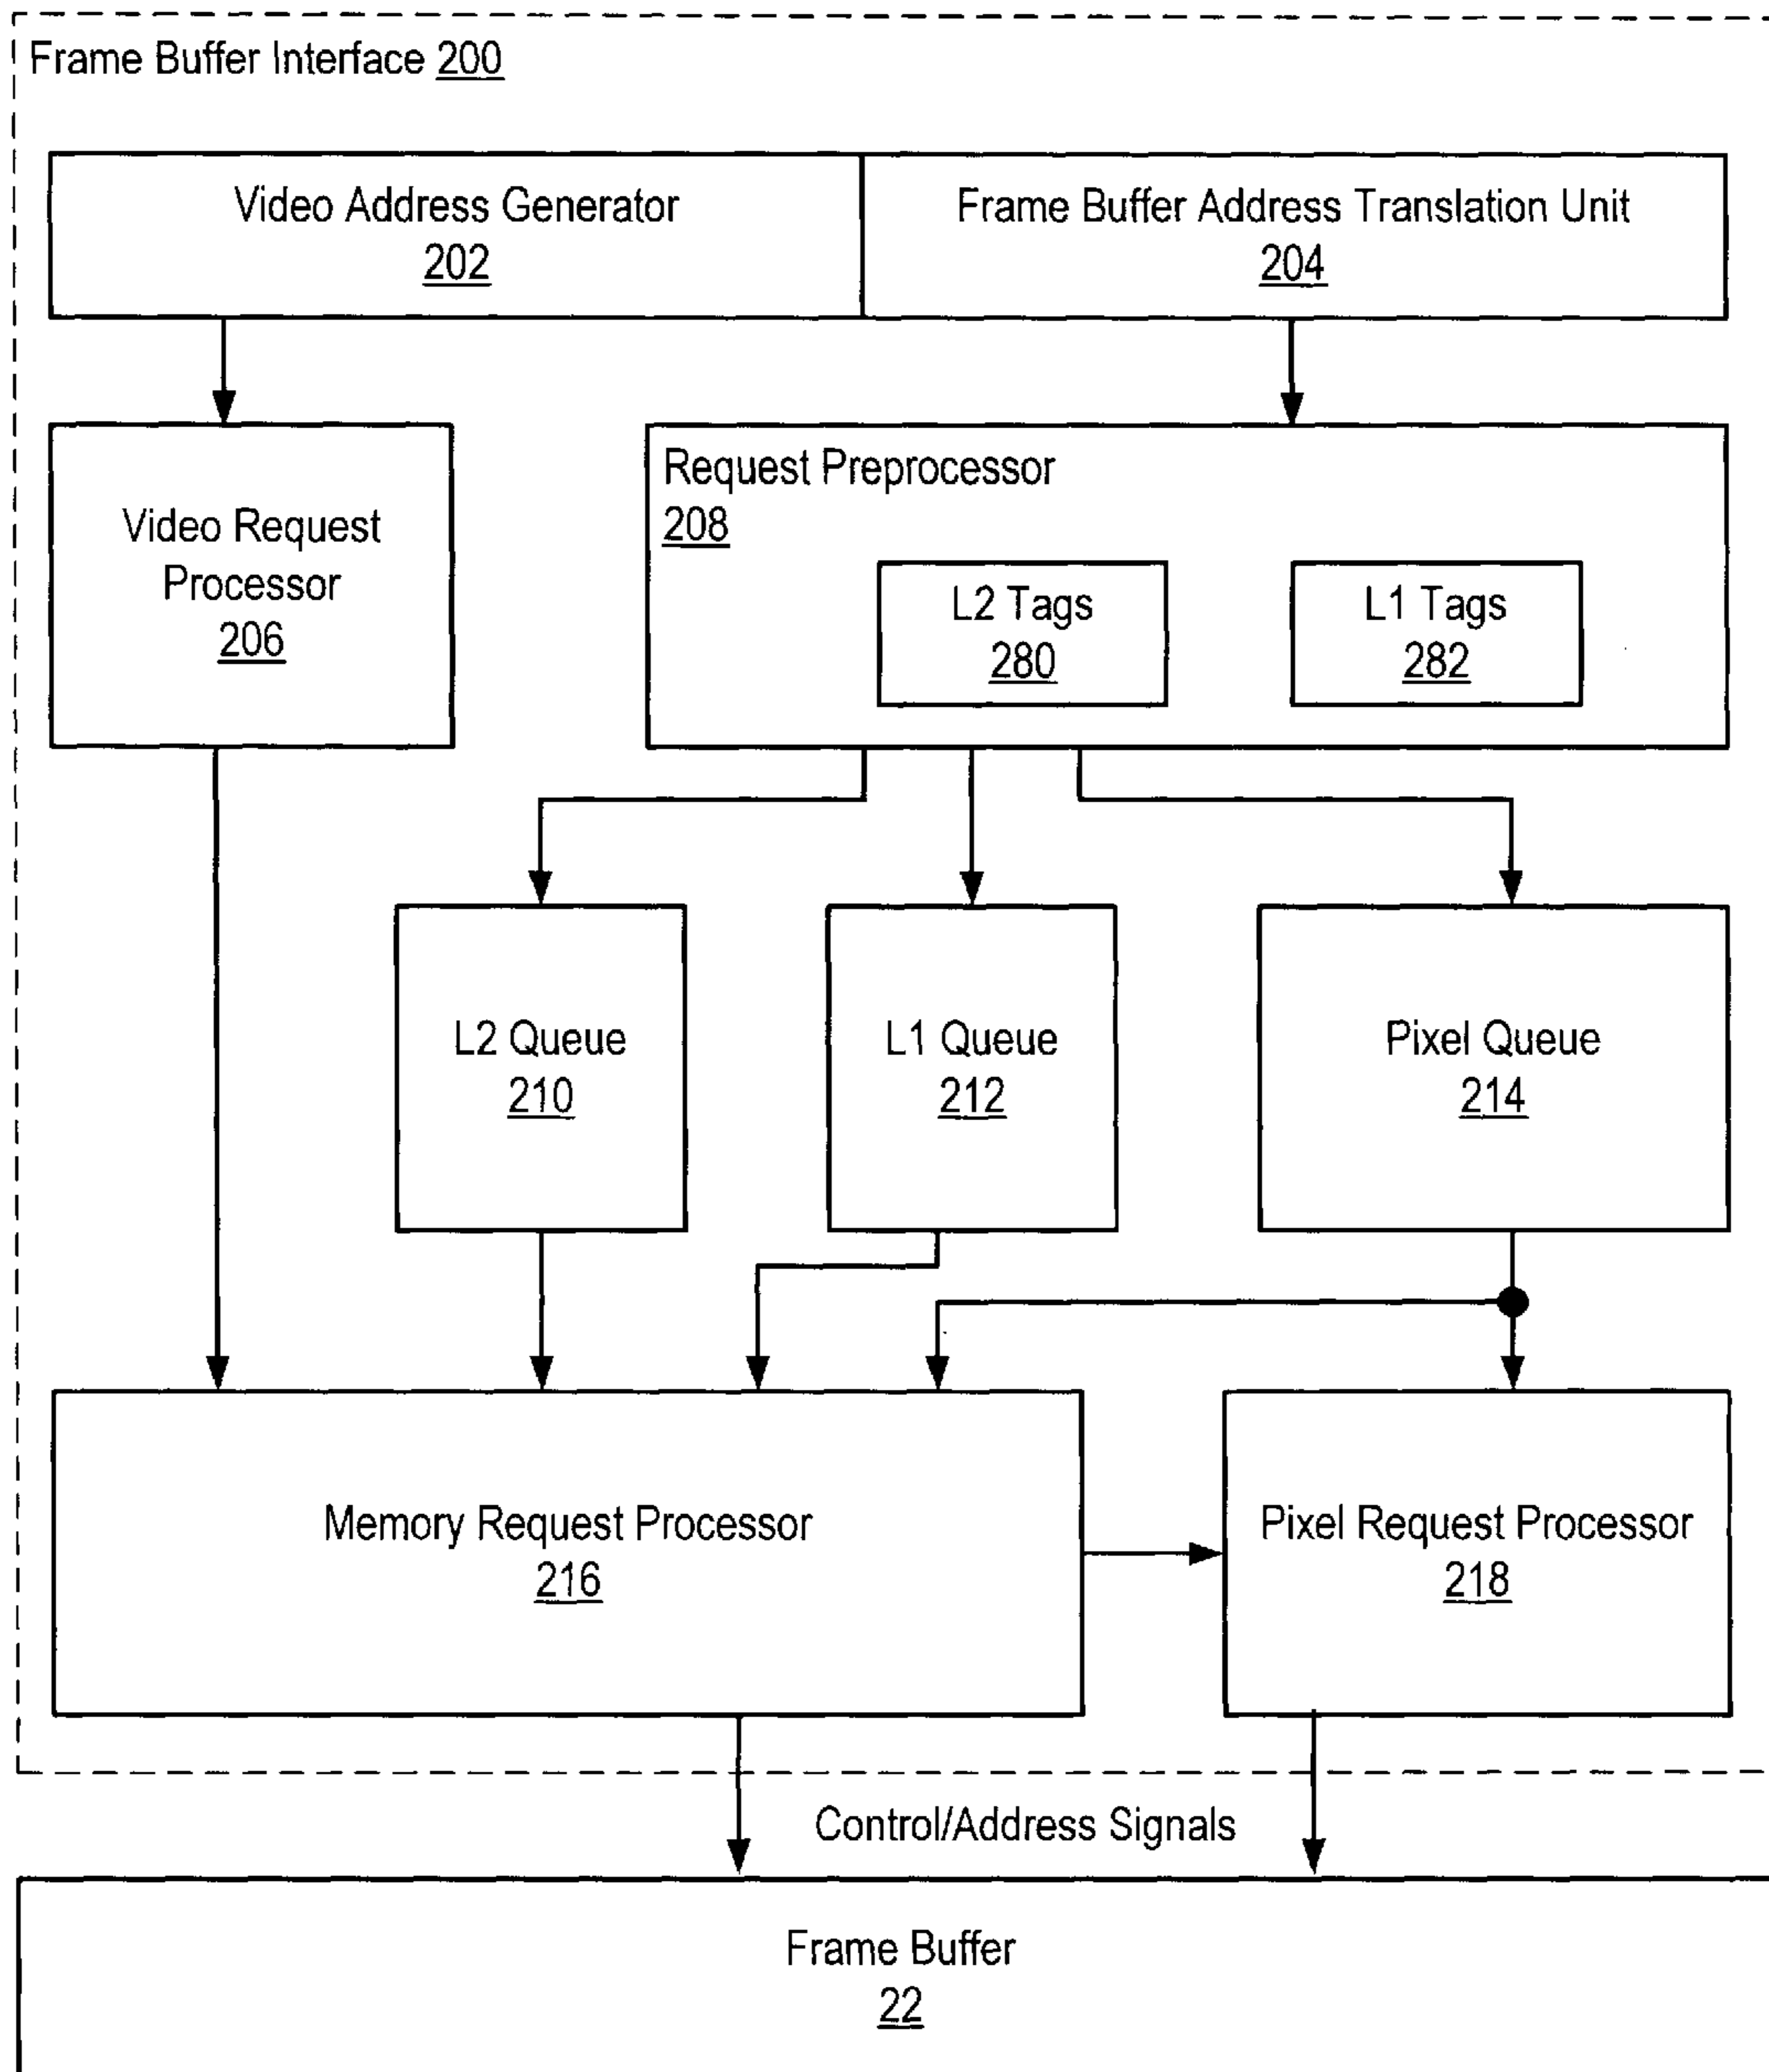 Frame Buffer Interface 200
Video Address Generator
202
Frame Buffer Address Translation Unit
204
Video Request
Processor
206
Request Preprocessor
208
L2 Tags
280
L1 Tags
282
L2 Queue
210
L1 Queue
212
Pixel Queue
214
Memory Request Processor
216
Pixel Request Processor
218
Control/Address Signals
Frame Buffer
22